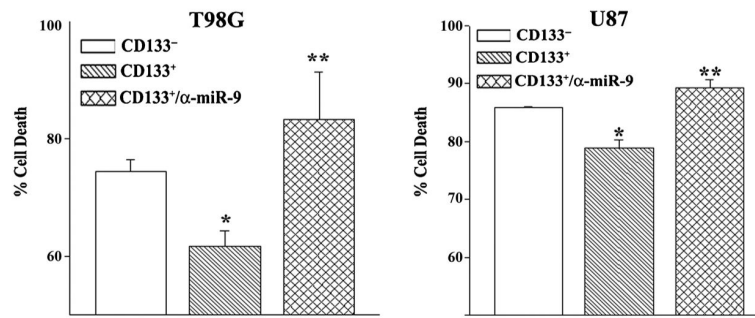 T98G
100
80
60
% Cell Death
CD133⁻
CD133⁺
CD133⁺/α-miR-9
*
**
U87
100
90
80
70
60
% Cell Death
CD133⁻
CD133⁺
CD133⁺/α-miR-9
*
**